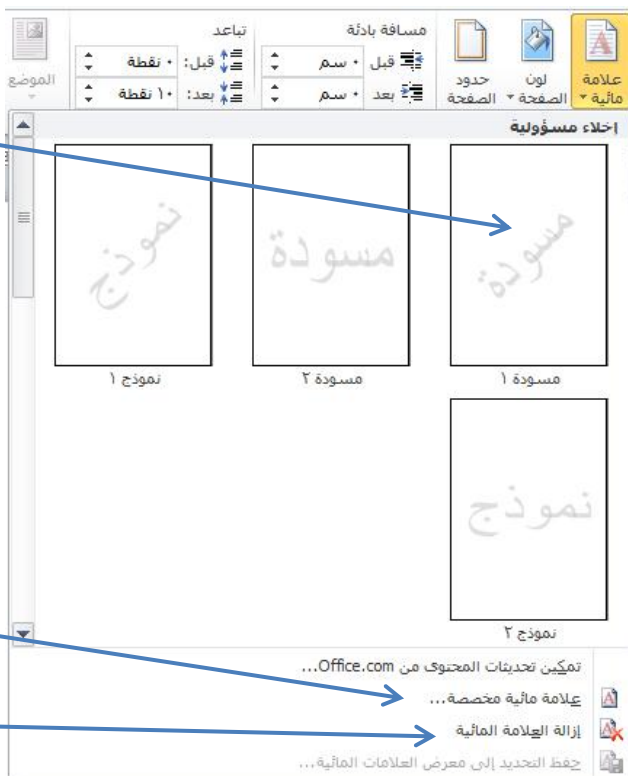 علامة مائية
لون الصفحة
حدود الصفحة
مسافة بادئة
قبل ٠ سم
بعد ٠ سم
تباعد
قبل: ٠ نقطة
بعد: ١٠ نقطة
الموضع
إخلاء مسؤولية
مسودة
مسودة
نموذج
مسودة ١
مسودة ٢
نموذج ١
نموذج
نموذج ٢
تمكين تحديثات المحتوى من Office.com...
علامة مائية مخصصة...
إزالة العلامة المائية
حفظ التحديد إلى معرض العلامات المائية...